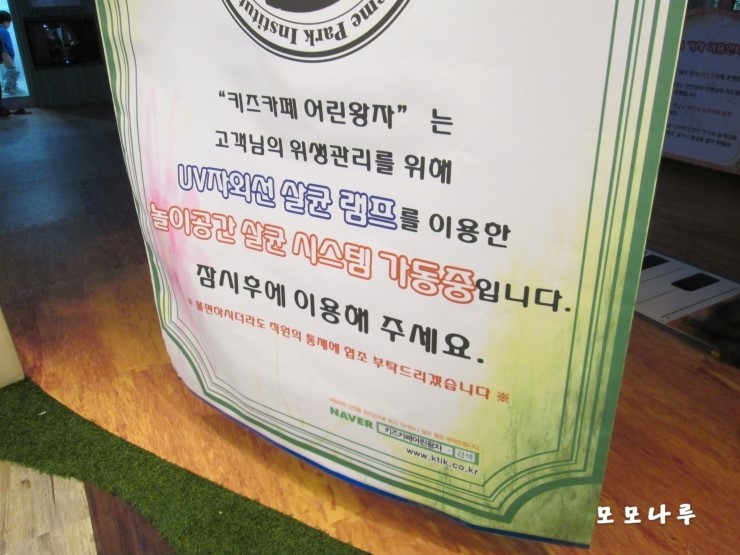 eme Park Institut
“키즈카페 어린왕자” 는
고객님의 위생관리를 위해
UV자외선 살균 램프를 이용한
놀이공간 살균 시스템 가동중입니다.
잠시후에 이용해 주세요.
※ 불편하시더라도 직원의 통제에 협조 부탁드리겠습니다 ※
NAVER 키즈카페어린왕자 검색
www.ktik.co.kr
모모나루